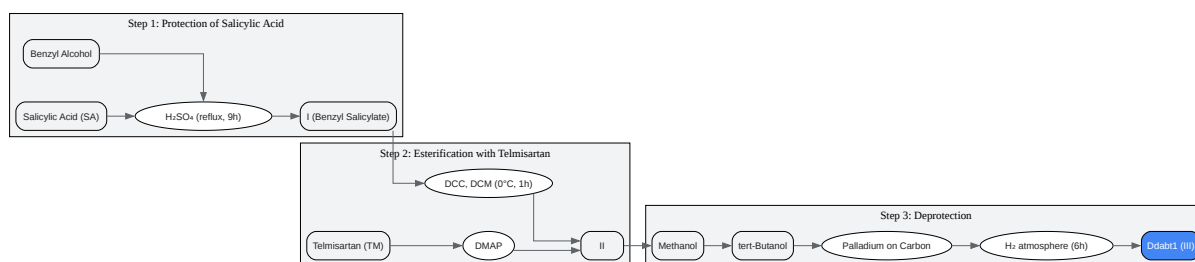 Step 1: Protection of Salicylic Acid
Benzyl Alcohol
Salicylic Acid (SA)
H₂SO₄ (reflux, 9h)
I (Benzyl Salicylate)
Step 2: Esterification with Telmisartan
DCC, DCM (0°C, 1h)
Telmisartan (TM)
DMAP
II
Step 3: Deprotection
Methanol
tert-Butanol
Palladium on Carbon
H₂ atmosphere (6h)
Ddabt1 (III)